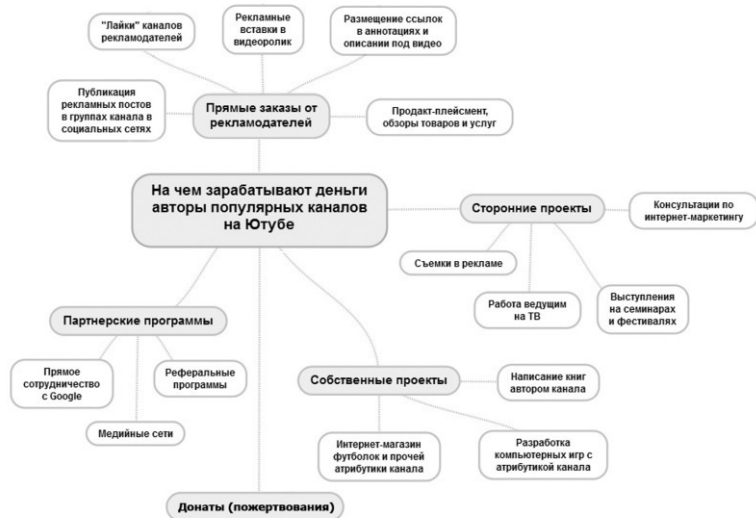 "Лайки" каналов
рекламодателей
Рекламные
вставки в
видеоролик
Размещение ссылок
в аннотациях и
описании под видео
Публикация
рекламных постов
в группах канала в
социальных сетях
Прямые заказы от
рекламодателей
Продакт-плейсмент,
обзоры товаров и услуг
На чем зарабатывают деньги
авторы популярных каналов
на Ютубе
Сторонние проекты
Консультации по
интернет-маркетингу
Съемки в рекламе
Работа ведущим
на ТВ
Выступления
на семинарах
и фестивалях
Партнерские программы
Прямое
сотрудничество
с Google
Реферальные
программы
Медийные сети
Собственные проекты
Написание книг
автором канала
Интернет-магазин
футболок и прочей
атрибутики канала
Разработка
компьютерных игр с
атрибутикой канала
Донаты (пожертвования)